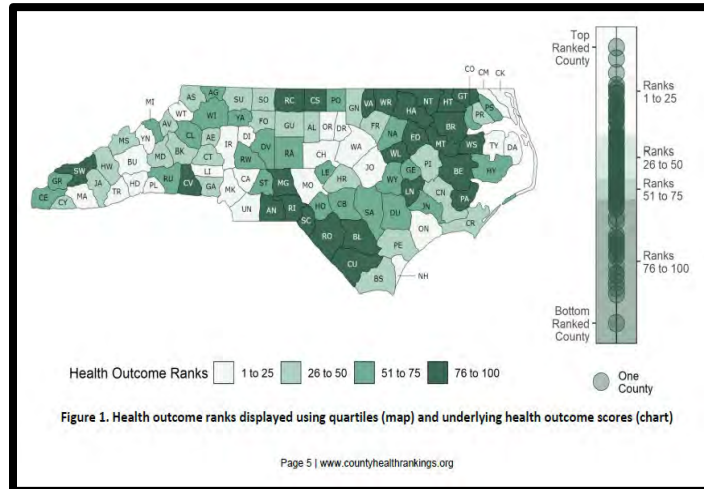 Top
Ranked
County
Ranks
1 to 25
Ranks
26 to 50
Ranks
51 to 75
Ranks
76 to 100
Bottom
Ranked
County
One
County
CO CM CK
MI
AS AG SU SO RC CS PO GN VA WR HA NT HT GT
WT WI YA FO GU AL OR DR FR PR PS
YN AV CL AE IR DI DV RA CH WA NA ED BR WS TY DA
MS MD BK CT RW JO WL MT
SW HW BU LI CA LE WY GE PI BE HY
GR JA RU CV GA ST MG MO HR LN PA
CE CY MA TR HD PL MK HO CB SA DU JN CN CR
UN AN RI SC RO BL ON PE
CU BS NH
Health Outcome Ranks 1 to 25 26 to 50 51 to 75 76 to 100
Figure 1. Health outcome ranks displayed using quartiles (map) and underlying health outcome scores (chart)
Page 5 | www.countyhealthrankings.org